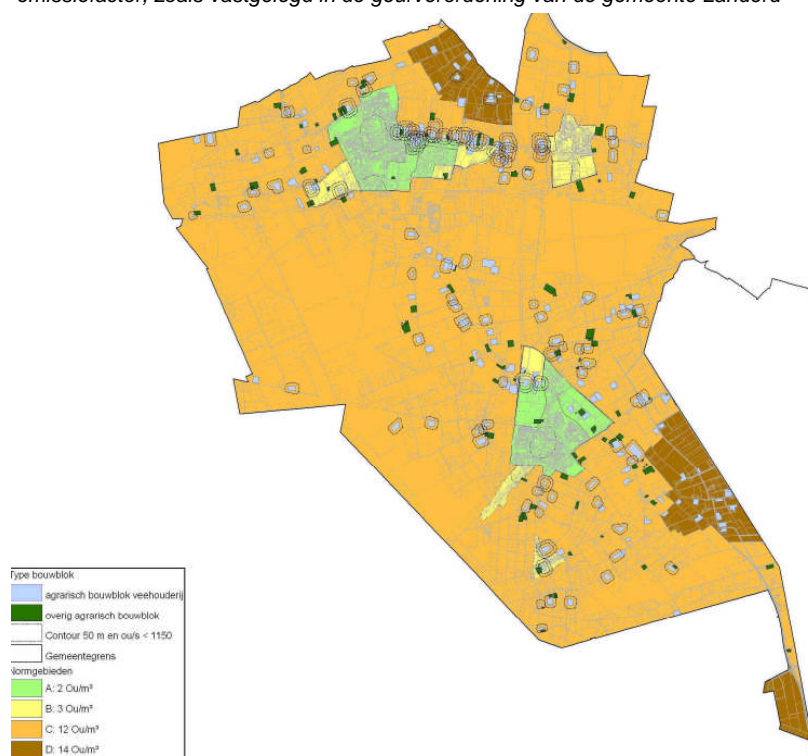 emissiefactor, zoals vastgelegd in de geurverordening van de gemeente Landerd
Type bouwblok
agrarisch bouwblok veehouderij
overig agrarisch bouwblok
Contour 50 m en ou/s < 1150
Gemeentegrens
Normgebieden
A: 2 Ou/m³
B: 3 Ou/m³
C: 12 Ou/m³
D: 14 Ou/m³